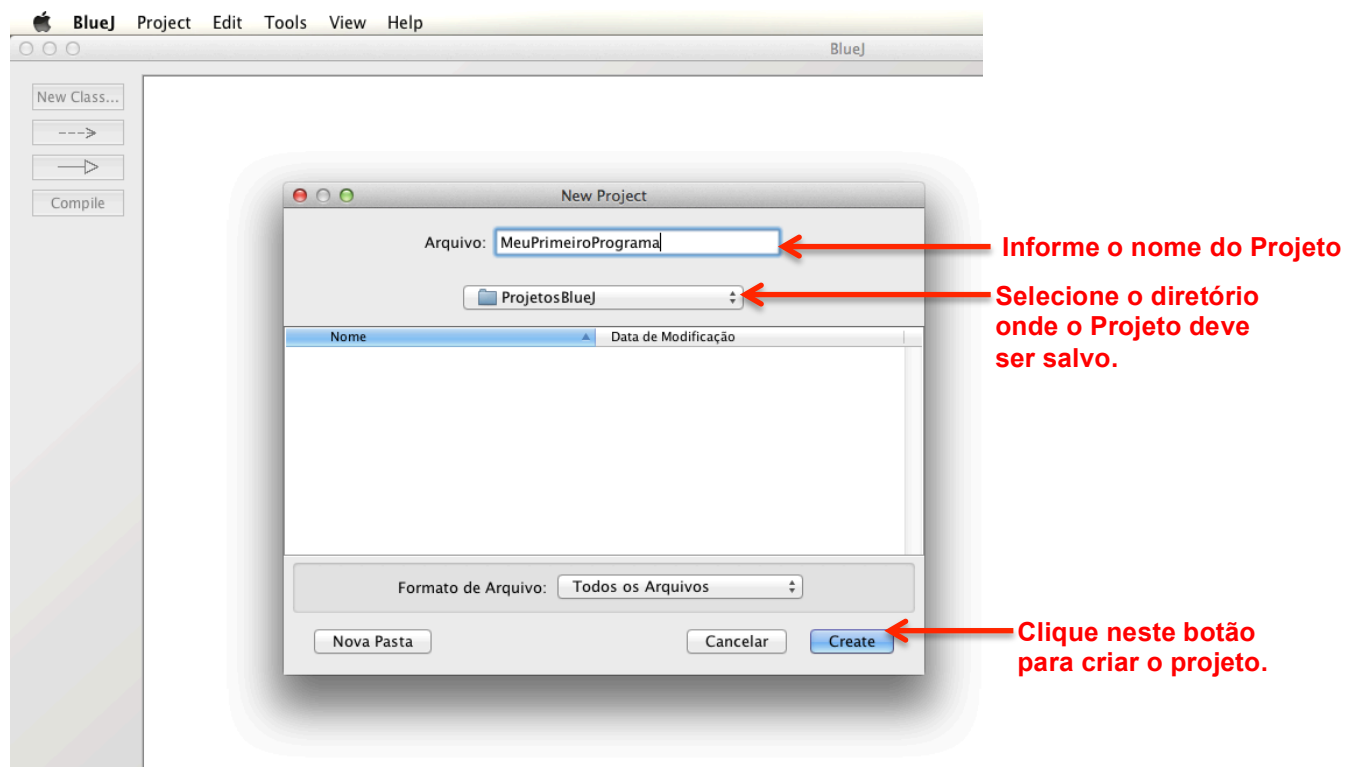 BlueJ Project Edit Tools View Help
BlueJ
New Class...
Compile
New Project
Arquivo: MeuPrimeiroPrograma
Informe o nome do Projeto
ProjetosBlueJ
Selecione o diretório
onde o Projeto deve
ser salvo.
Nome Data de Modificação
Formato de Arquivo: Todos os Arquivos
Nova Pasta Cancelar Create
Clique neste botão
para criar o projeto.